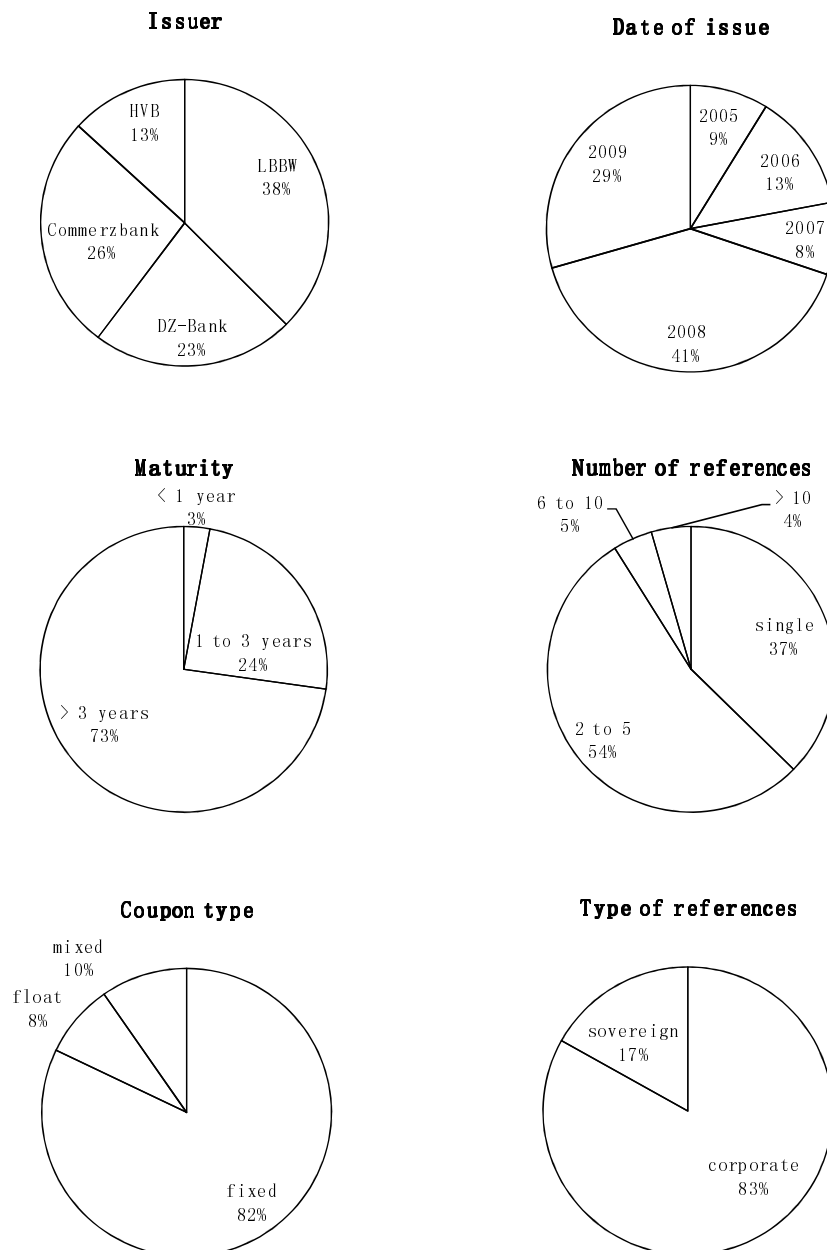 Issuer
HVB
13%
LBBW
38%
Commerzbank
26%
DZ-Bank
23%
Date of issue
2005
9%
2009
29%
2006
13%
2007
8%
2008
41%
Maturity
< 1 year
3%
1 to 3 years
24%
> 3 years
73%
Number of references
6 to 10
5%
> 10
4%
single
37%
2 to 5
54%
Coupon type
mixed
10%
float
8%
fixed
82%
Type of references
sovereign
17%
corporate
83%